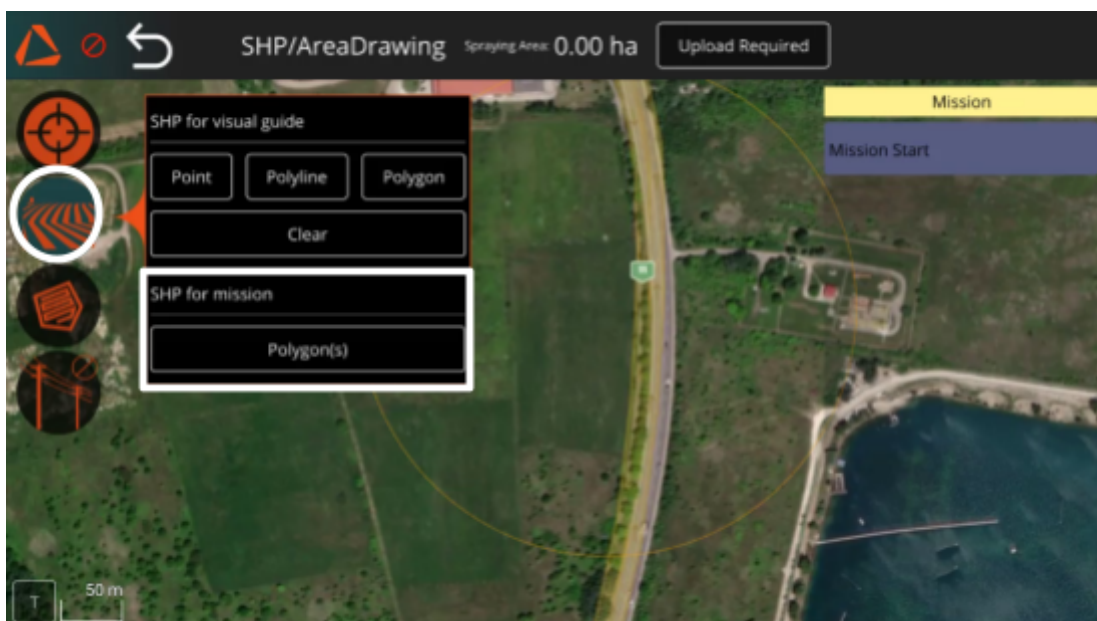 SHP/AreaDrawing Spraying Area: 0.00 ha Upload Required
SHP for visual guide
Point Polyline Polygon
Clear
SHP for mission
Polygon(s)
Mission
Mission Start
T 50 m